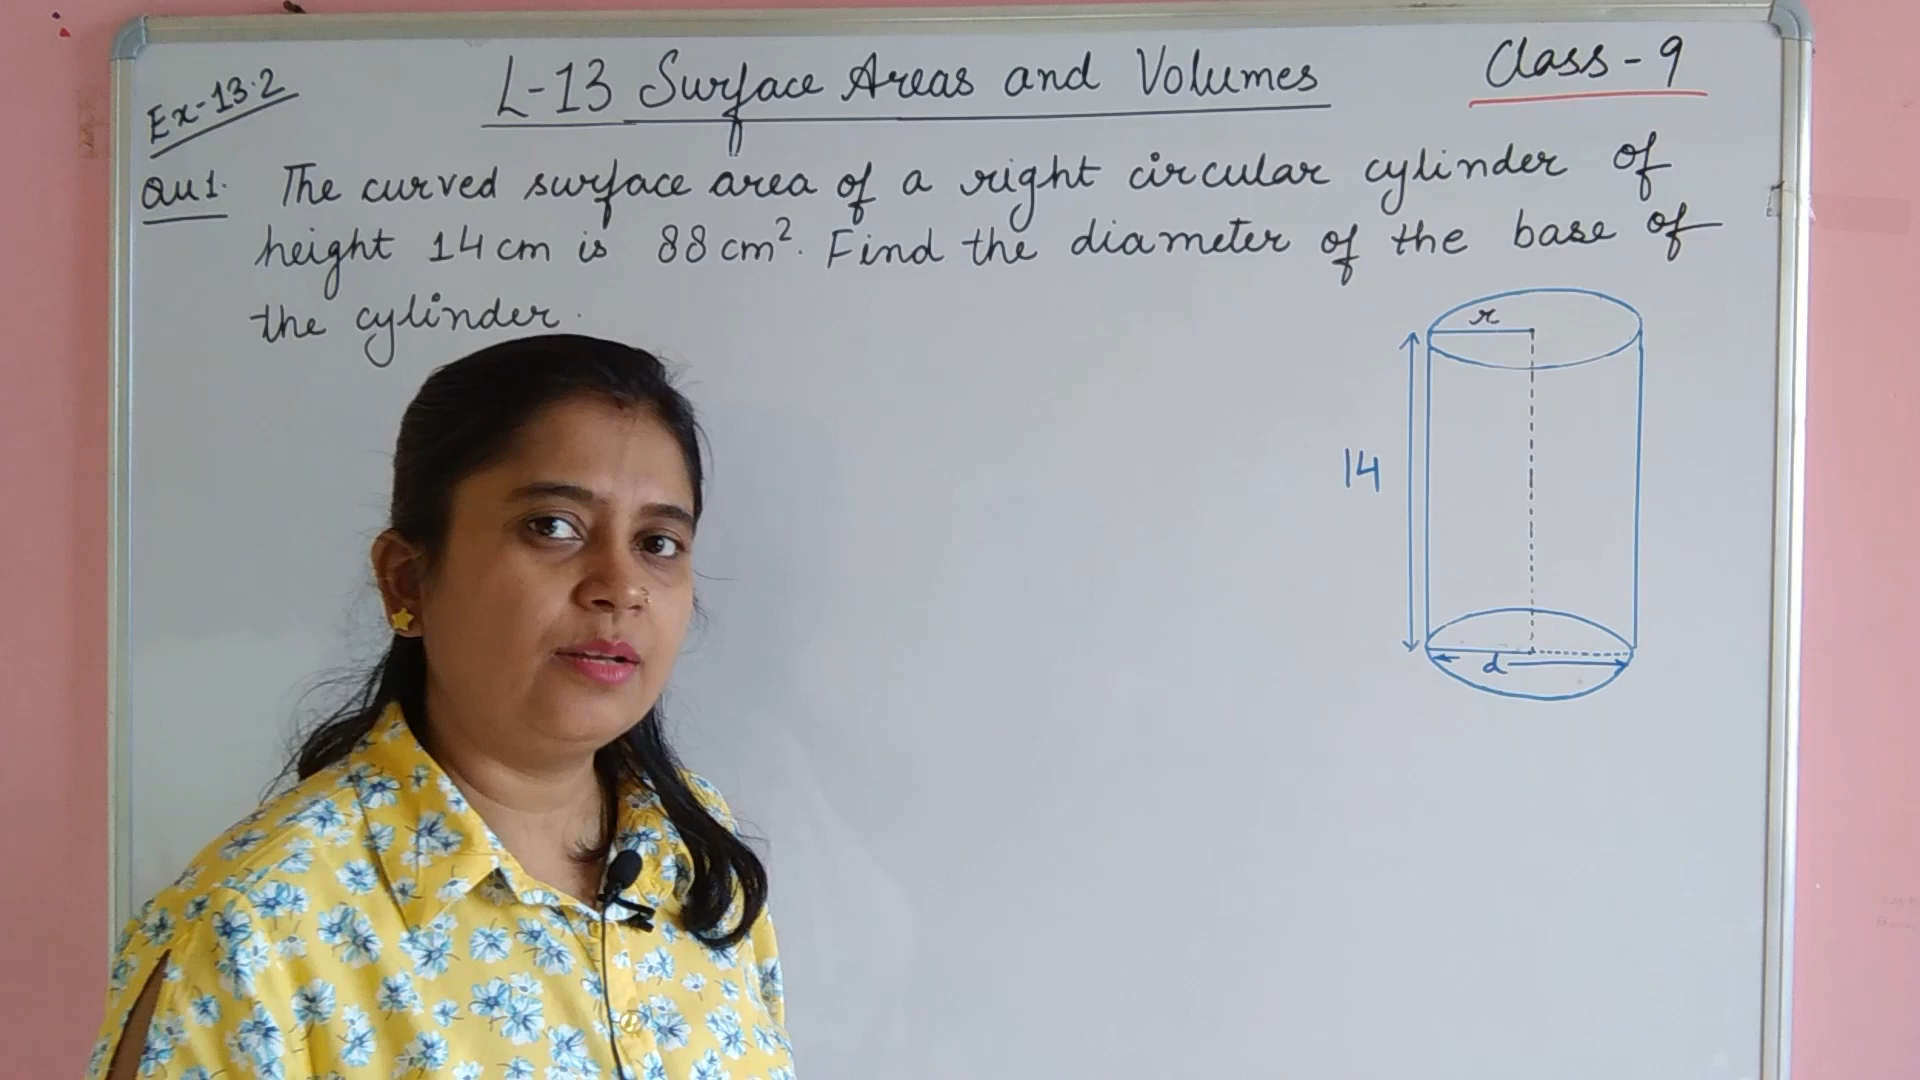 Ex-13.2
L-13 Surface Areas and Volumes
Class-9
Qu1. The curved surface area of a right circular cylinder of
height 14 cm is 88 cm². Find the diameter of the base of
the cylinder.
r
14
d